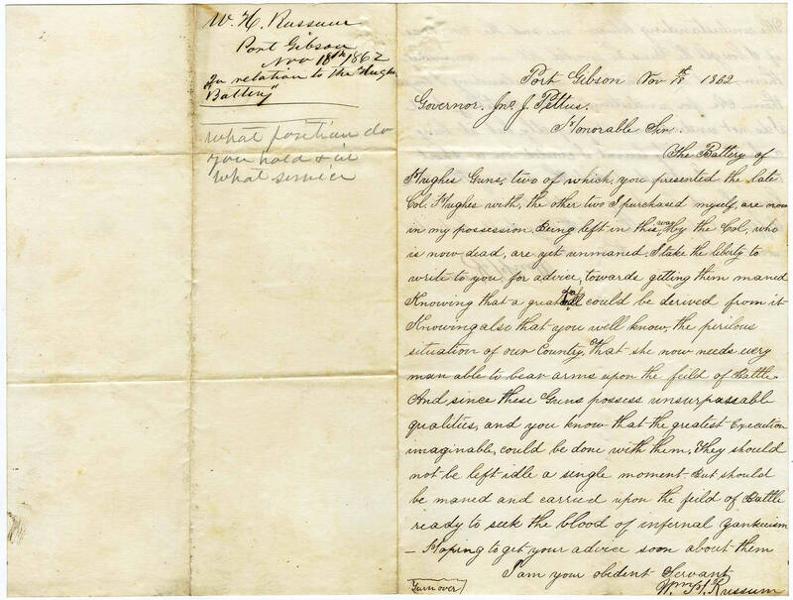 W. H. Russum
Port Gibson
Nov 18th 1862
In relation to the "Hughs
Battery"
what position do
you hold & in
what service
Port Gibson Nov 18th 1862
Governor. Jno J. Pettus.
Honorable Sir.
The Battery of
Hughes Guns, two of which, you presented the late
Col. Hughes with, the other two I purchased myself, are now
in my possession. Being left in this way by the Col, who
is now dead, are yet unmaned. I take the liberty to
write to you for advice, towards getting them maned
Knowing that a great could be derived from it
Knowing also that you well know, the perilous
situation of our County, that she now needs every
man able to bear arms upon the feild of Battle.
And since these Guns possess unsurpassable
qualities, and you know that the greatest execution
imaginable, could be done with them, They should
not be left idle a single moment. But should
be maned and carried upon the feild of Battle
ready to seek the blood of infernal yankeeism
— Hoping to get your advice soon about them
I am your obedient Servant
Wm H. Russum
Turn over